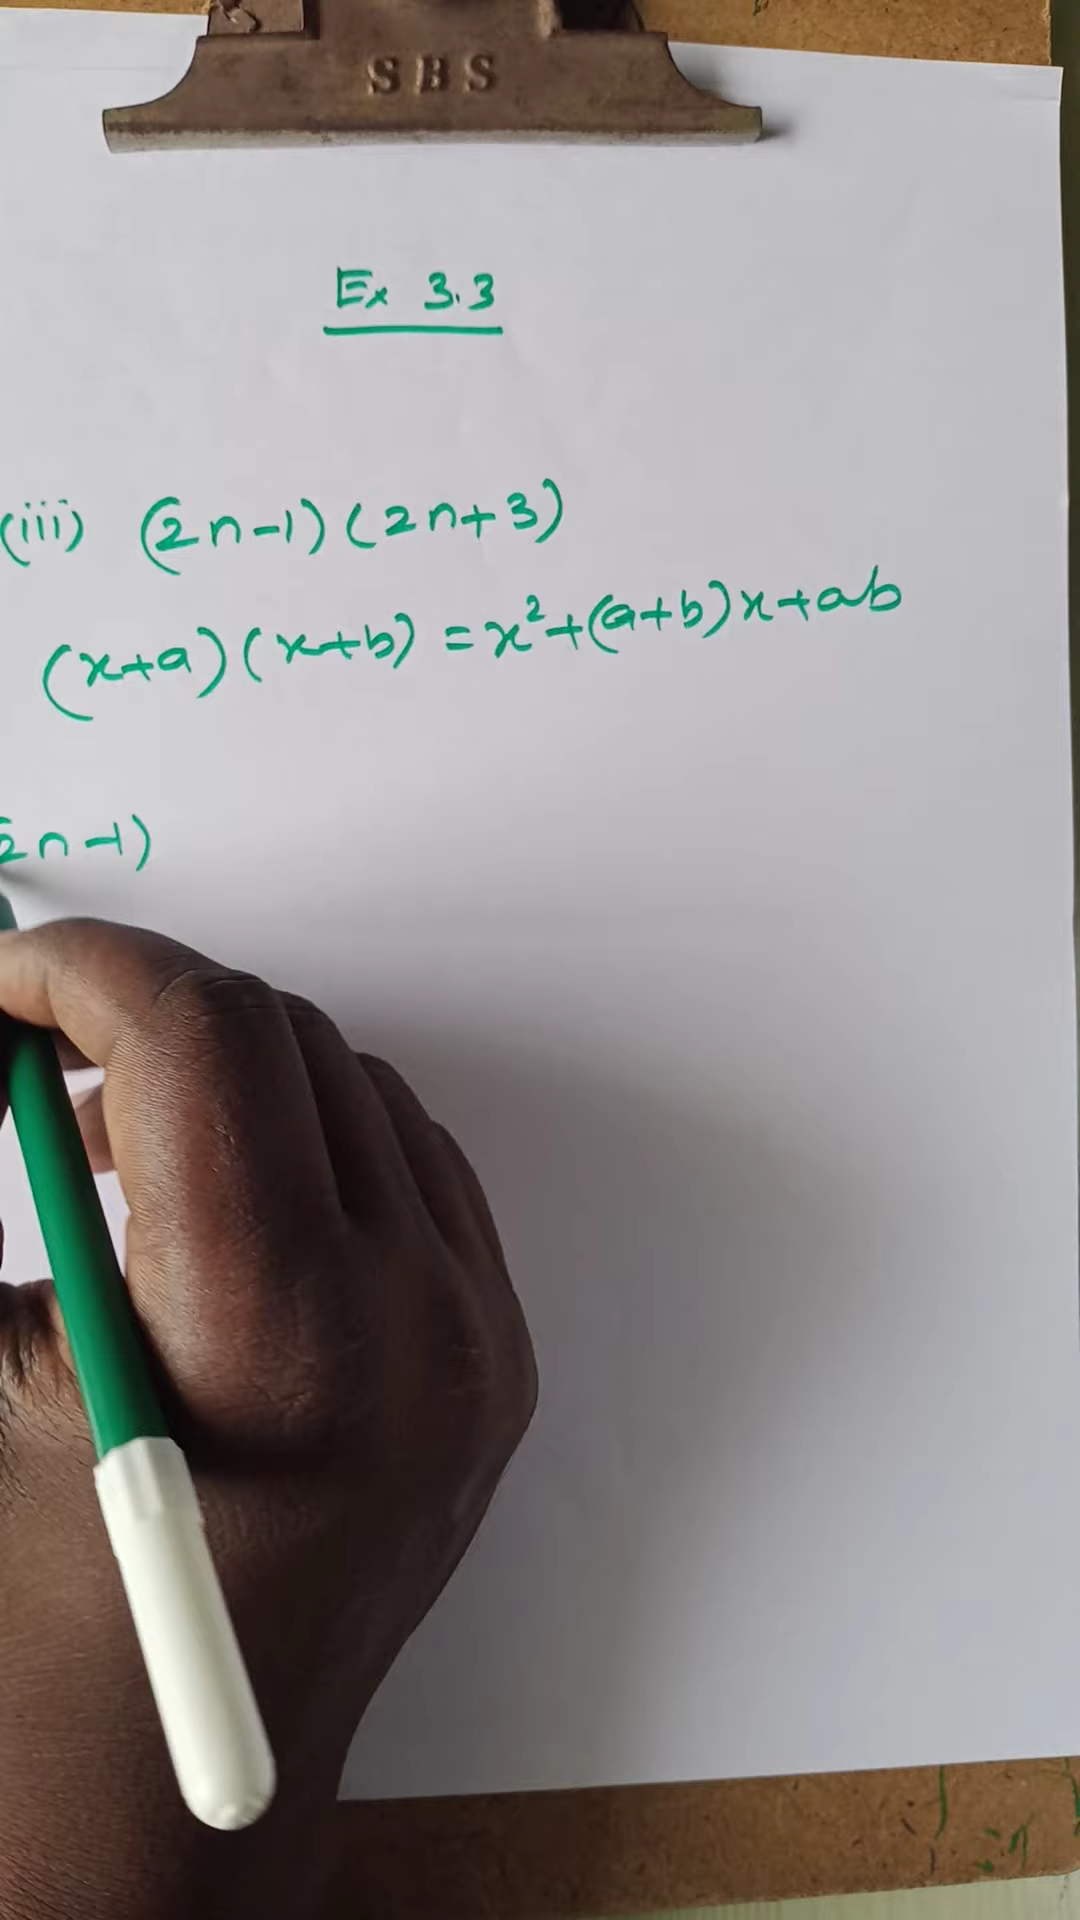 SBS
Ex 3.3
(iii) (2n-1)(2n+3)
(x+a)(x+b) = x²+(a+b)x+ab
2n-1)